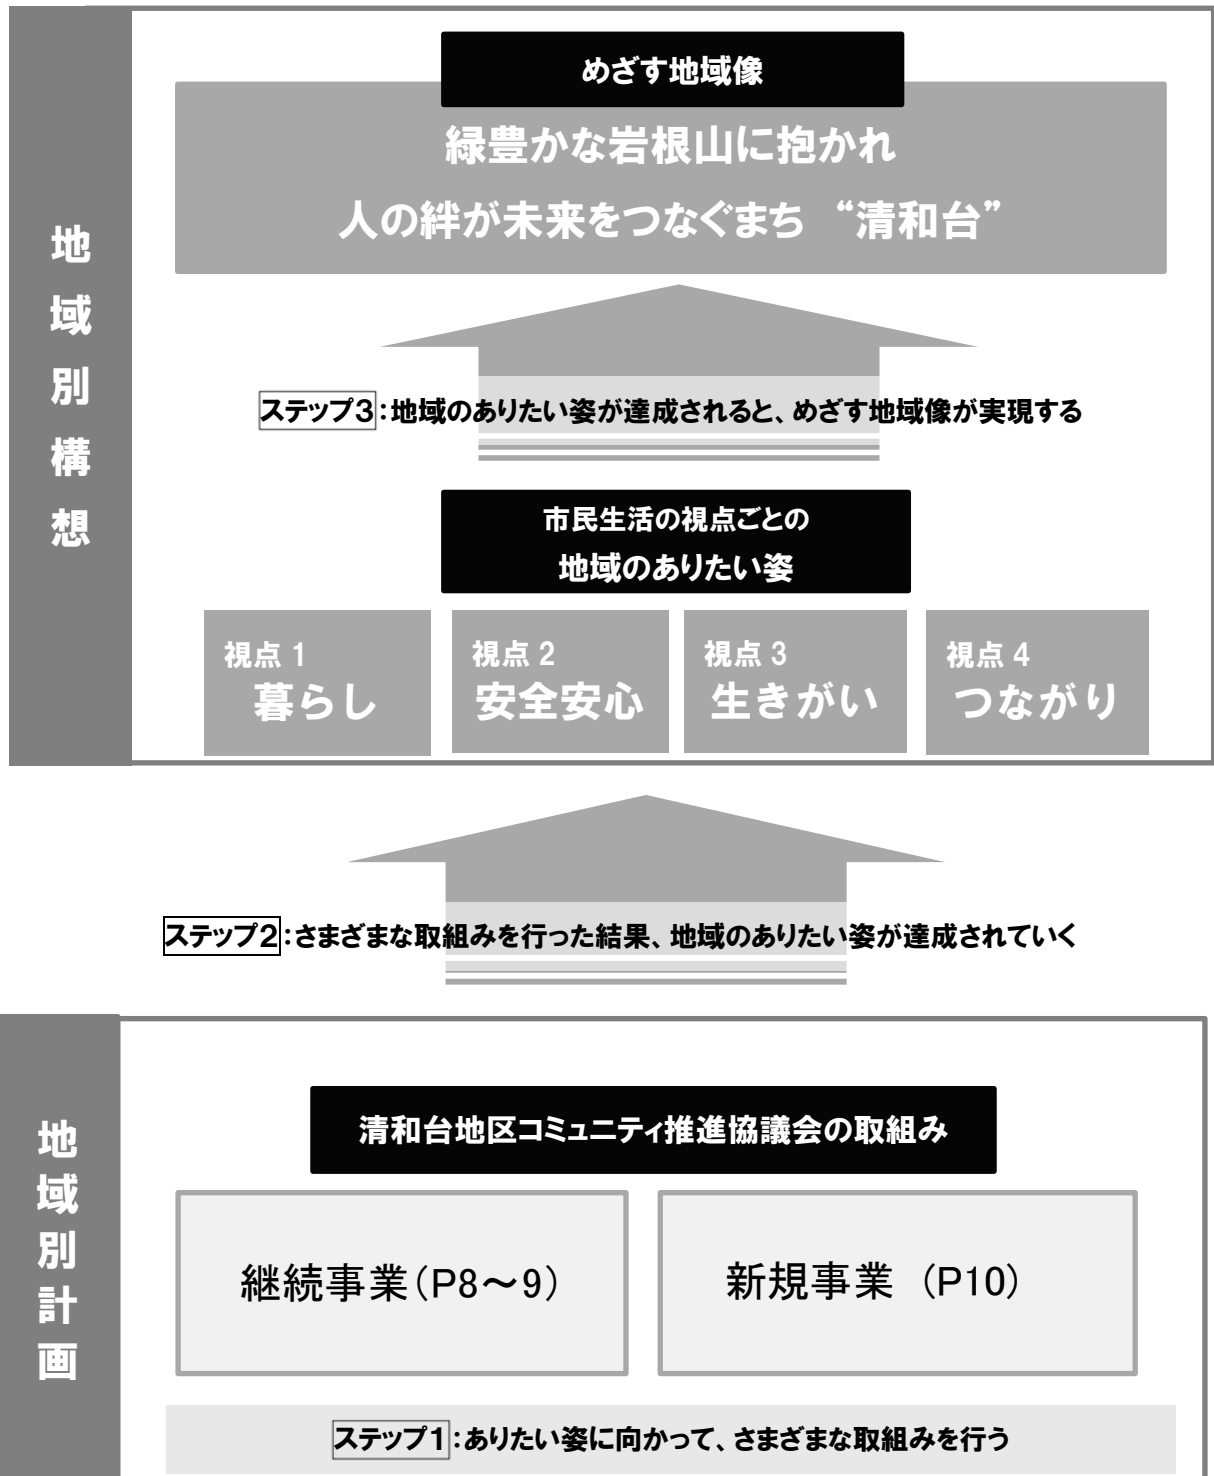 地域別構想
めざす地域像
緑豊かな岩根山に抱かれ
人の絆が未来をつなぐまち “清和台”
ステップ3:地域のありたい姿が達成されると、めざす地域像が実現する
市民生活の視点ごとの
地域のありたい姿
視点 1
暮らし
視点 2
安全安心
視点 3
生きがい
視点 4
つながり
ステップ2:さまざまな取組みを行った結果、地域のありたい姿が達成されていく
地域別計画
清和台地区コミュニティ推進協議会の取組み
継続事業(P8~9)
新規事業 (P10)
ステップ1:ありたい姿に向かって、さまざまな取組みを行う